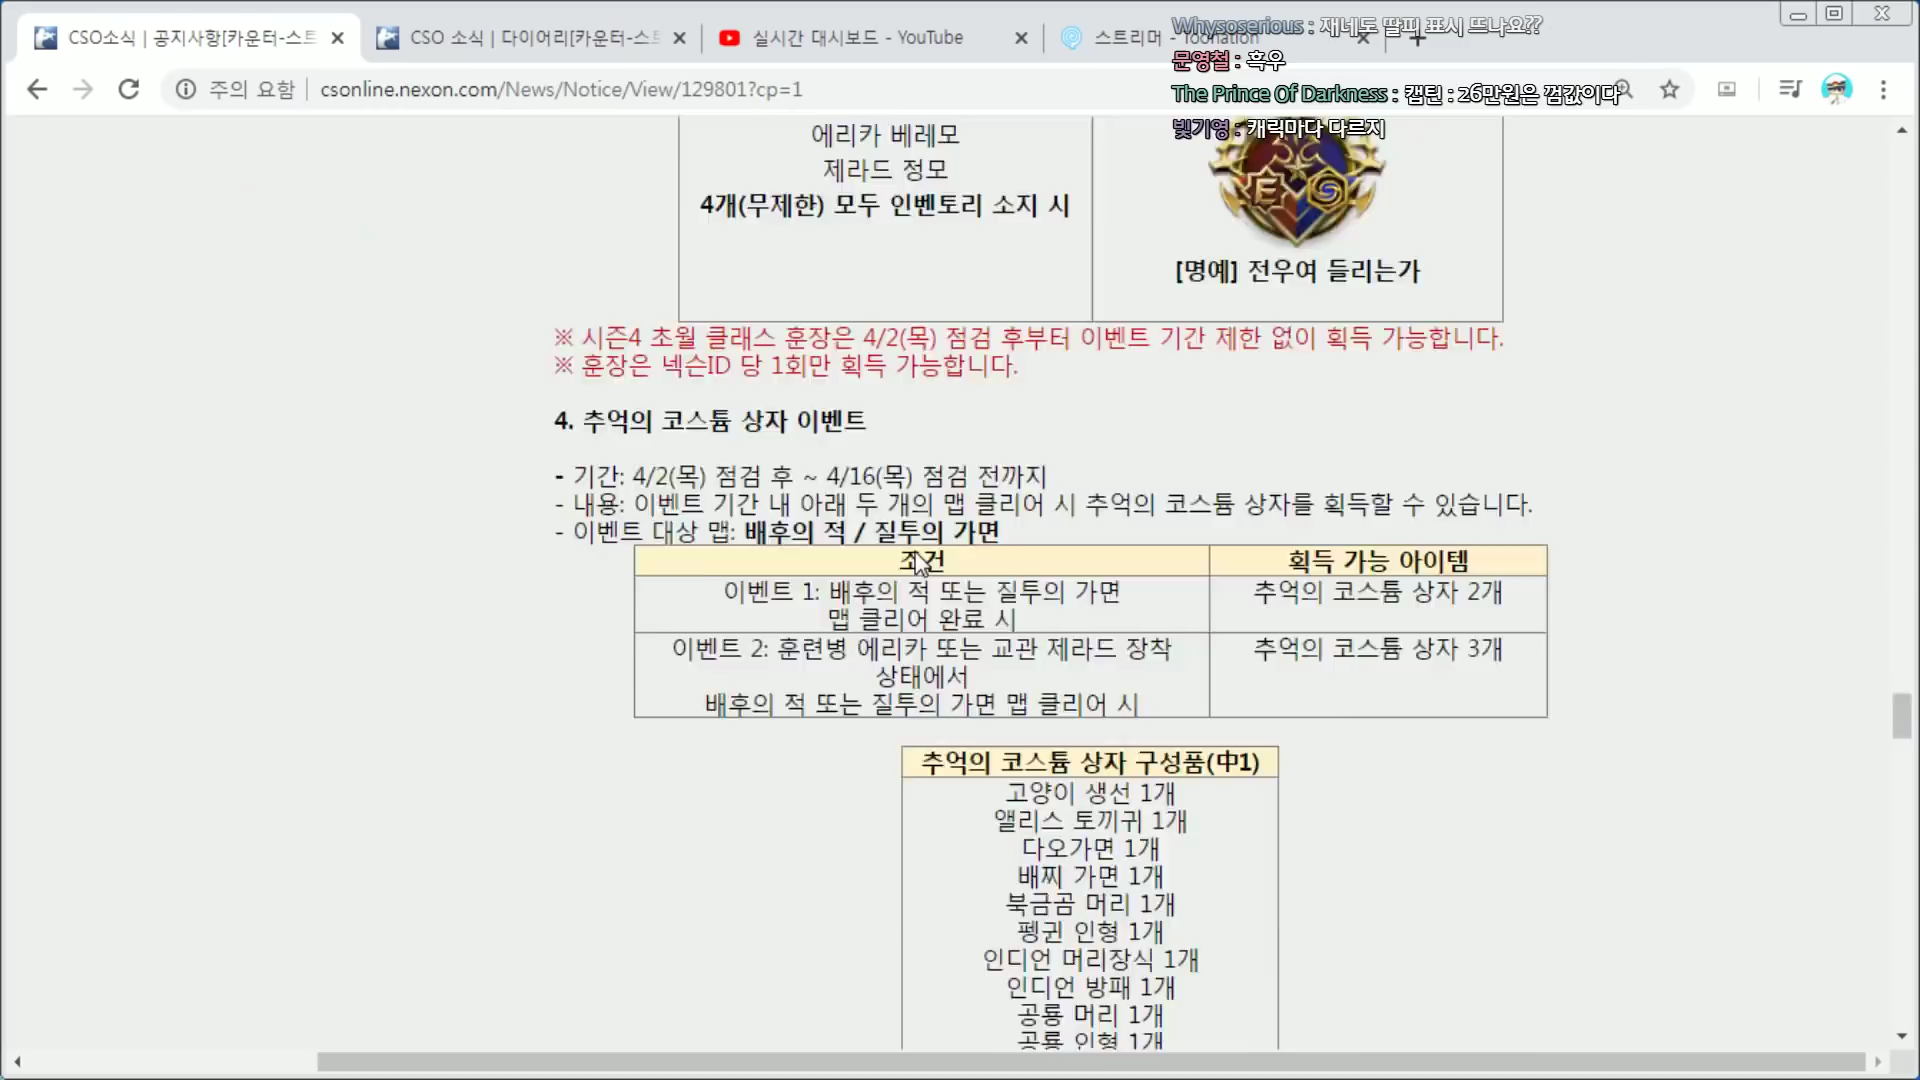 CSO소식 | 공지사항[카운터-스트
CSO 소식 | 다이어리[카운터-스트
실시간 대시보드 - YouTube
스트리머 - Toonation
Whysoserious : 쟤네도 딸피 표시 뜨나요??
문영철 : 흑우
The Prince Of Darkness : 캡틴 : 26만원은 껌값이다
빛기영 : 캐릭마다 다르지
주의 요함
csonline.nexon.com/News/Notice/View/129801?cp=1
에리카 베레모
제라드 정모
4개(무제한) 모두 인벤토리 소지 시
E S
[명예] 전우여 들리는가
※ 시즌4 초월 클래스 훈장은 4/2(목) 점검 후부터 이벤트 기간 제한 없이 획득 가능합니다.
※ 훈장은 넥슨ID 당 1회만 획득 가능합니다.
4. 추억의 코스튬 상자 이벤트
- 기간: 4/2(목) 점검 후 ~ 4/16(목) 점검 전까지
- 내용: 이벤트 기간 내 아래 두 개의 맵 클리어 시 추억의 코스튬 상자를 획득할 수 있습니다.
- 이벤트 대상 맵: 배후의 적 / 질투의 가면
조건
획득 가능 아이템
이벤트 1: 배후의 적 또는 질투의 가면
맵 클리어 완료 시
추억의 코스튬 상자 2개
이벤트 2: 훈련병 에리카 또는 교관 제라드 장착
상태에서
배후의 적 또는 질투의 가면 맵 클리어 시
추억의 코스튬 상자 3개
추억의 코스튬 상자 구성품(中1)
고양이 생선 1개
앨리스 토끼귀 1개
다오가면 1개
배찌 가면 1개
북금곰 머리 1개
펭귄 인형 1개
인디언 머리장식 1개
인디언 방패 1개
공룡 머리 1개
공룡 인형 1개